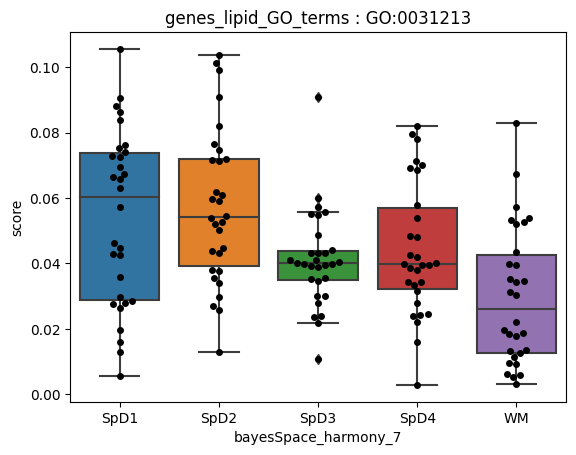 genes_lipid_GO_terms : GO:0031213
score
0.10
0.08
0.06
0.04
0.02
0.00
SpD1 SpD2 SpD3 SpD4 WM
bayesSpace_harmony_7